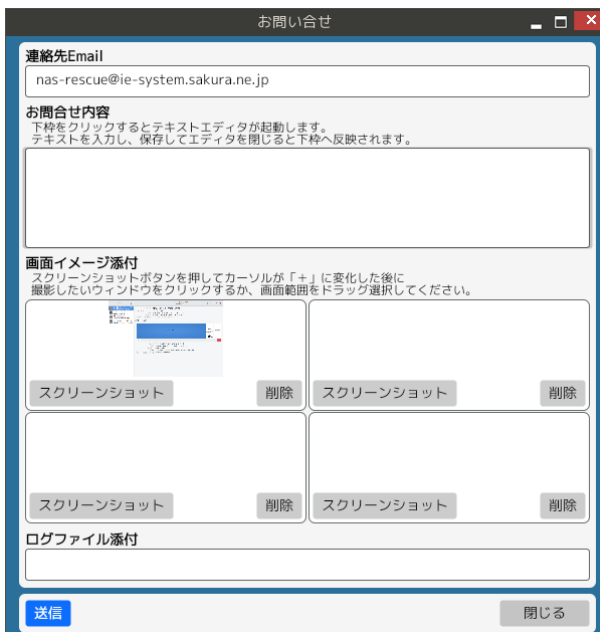 お問い合せ
連絡先Email
nas-rescue@ie-system.sakura.ne.jp
お問合せ内容
下枠をクリックするとテキストエディタが起動します。
テキストを入力し、保存してエディタを閉じると下枠へ反映されます。
画面イメージ添付
スクリーンショットボタンを押してカーソルが「+」に変化した後に
撮影したいウィンドウをクリックするか、画面範囲をドラッグ選択してください。
スクリーンショット 削除 スクリーンショット 削除
スクリーンショット 削除 スクリーンショット 削除
ログファイル添付
送信 閉じる